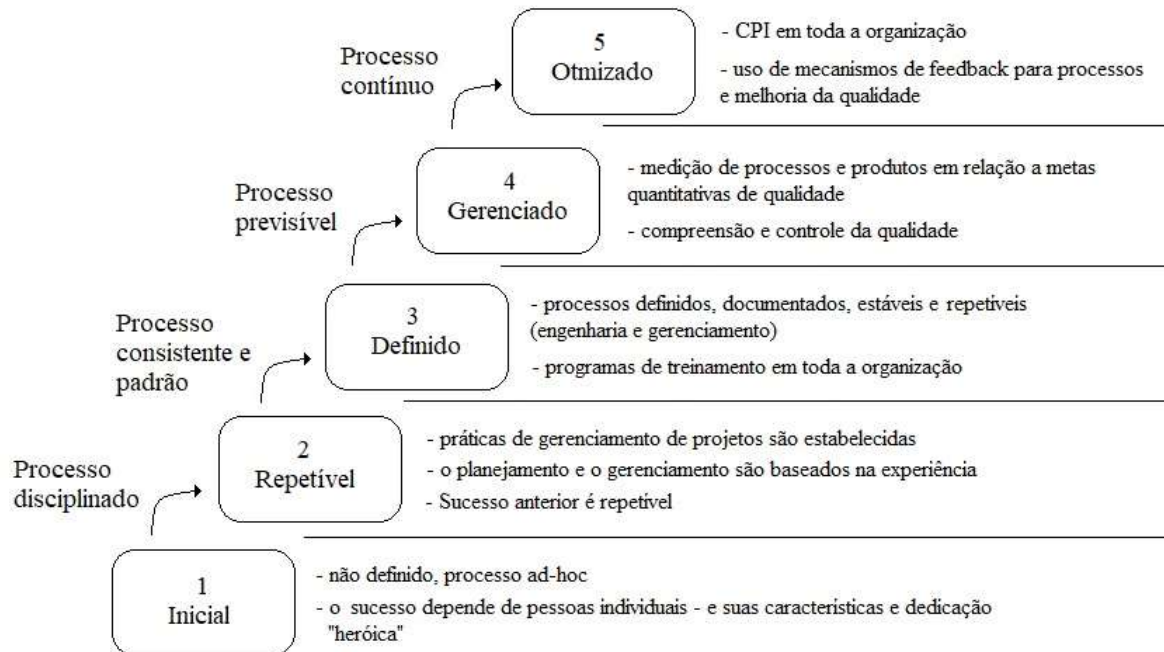 5
Otmizado
Processo
contínuo
- CPI em toda a organização
- uso de mecanismos de feedback para processos
e melhoria da qualidade
4
Gerenciado
Processo
previsível
- medição de processos e produtos em relação a metas
quantitativas de qualidade
- compreensão e controle da qualidade
3
Definido
Processo
consistente e
padrão
- processos definidos, documentados, estáveis e repetíveis
(engenharia e gerenciamento)
- programas de treinamento em toda a organização
2
Repetível
Processo
disciplinado
- práticas de gerenciamento de projetos são estabelecidas
- o planejamento e o gerenciamento são baseados na experiência
- Sucesso anterior é repetível
1
Inicial
- não definido, processo ad-hoc
- o sucesso depende de pessoas individuais - e suas características e dedicação
"heróica"